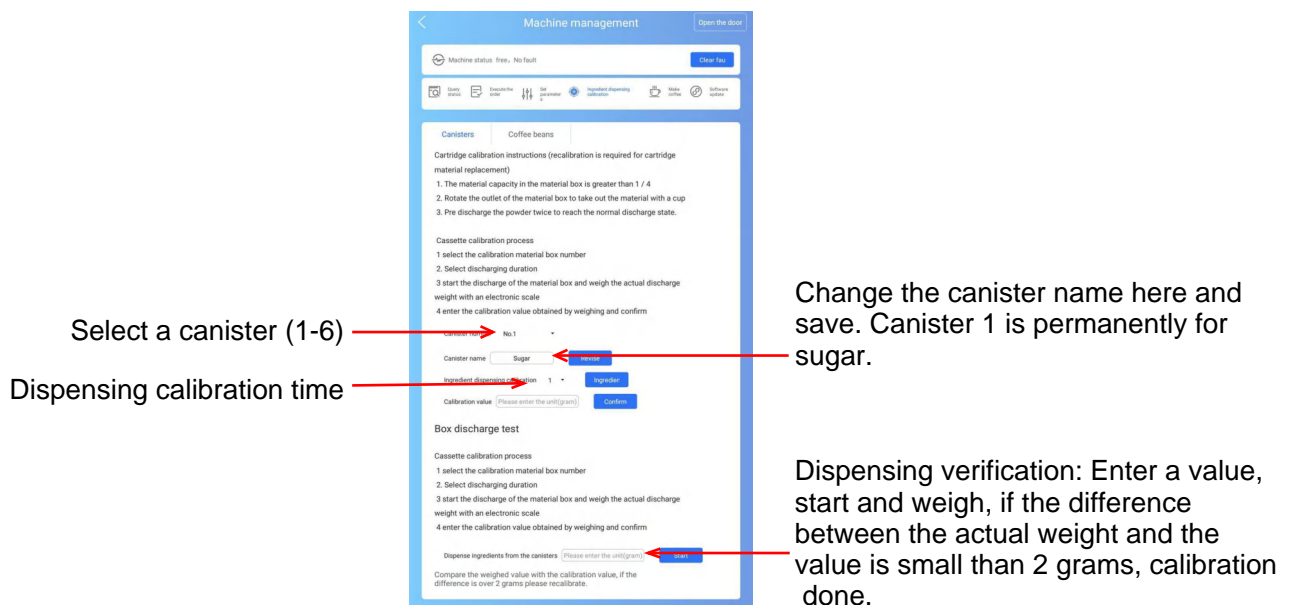 Machine management
Open the door
Machine status free。No fault
Clear fau
Query status
Execute the order
Set parameter s
Ingredient dispensing calibration
Make coffee
Software update
Canisters
Coffee beans
Cartridge calibration instructions (recalibration is required for cartridge
material replacement)
1. The material capacity in the material box is greater than 1 / 4
2. Rotate the outlet of the material box to take out the material with a cup
3. Pre discharge the powder twice to reach the normal discharge state.
Cassette calibration process
1 select the calibration material box number
2. Select discharging duration
3 start the discharge of the material box and weigh the actual discharge
weight with an electronic scale
4 enter the calibration value obtained by weighing and confirm
Select a canister (1-6)
Canister No.1
Change the canister name here and
save. Canister 1 is permanently for
sugar.
Canister name Sugar Revise
Dispensing calibration time
Ingredient dispensing calibration 1 Ingredier
Calibration value Please enter the unit(gram) Confirm
Box discharge test
Cassette calibration process
1 select the calibration material box number
2. Select discharging duration
3 start the discharge of the material box and weigh the actual discharge
weight with an electronic scale
4 enter the calibration value obtained by weighing and confirm
Dispensing verification: Enter a value,
start and weigh, if the difference
between the actual weight and the
value is small than 2 grams, calibration
done.
Dispense ingredients from the canisters Please enter the unit(gram) Start
Compare the weighed value with the calibration value, if the
difference is over 2 grams please recalibrate.